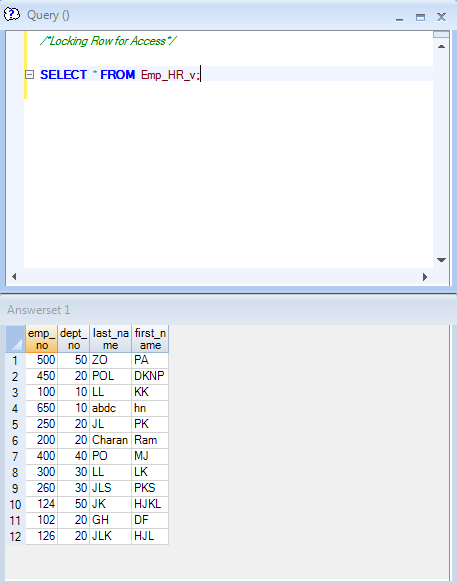 Query ()
/*Locking Row for Access*/
SELECT * FROM Emp_HR_v;
Answerset 1
emp_no dept_no last_name first_name
1 500 50 ZO PA
2 450 20 POL DKNP
3 100 10 LL KK
4 650 10 abdc hn
5 250 20 JL PK
6 200 20 Charan Ram
7 400 40 PO MJ
8 300 30 LL LK
9 260 30 JLS PKS
10 124 50 JK HJKL
11 102 20 GH DF
12 126 20 JLK HJL